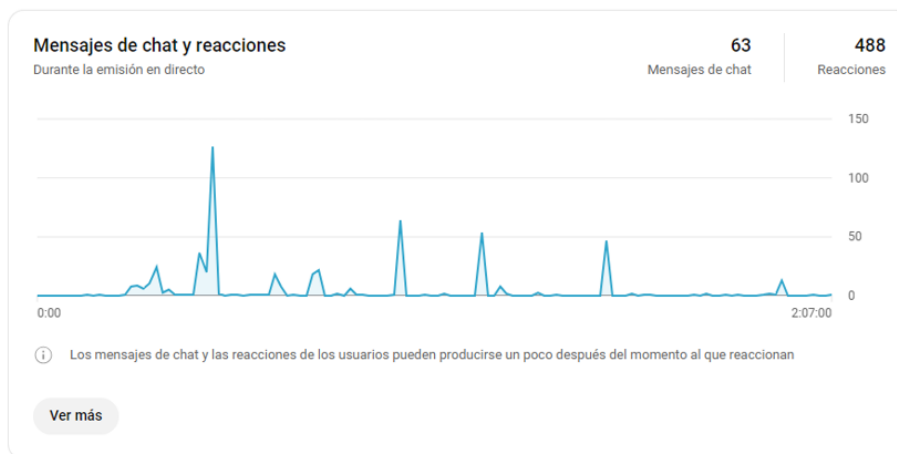 Mensajes de chat y reacciones
Durante la emisión en directo
63
Mensajes de chat
488
Reacciones
150
100
50
0
0:00
2:07:00
Los mensajes de chat y las reacciones de los usuarios pueden producirse un poco después del momento al que reaccionan
Ver más